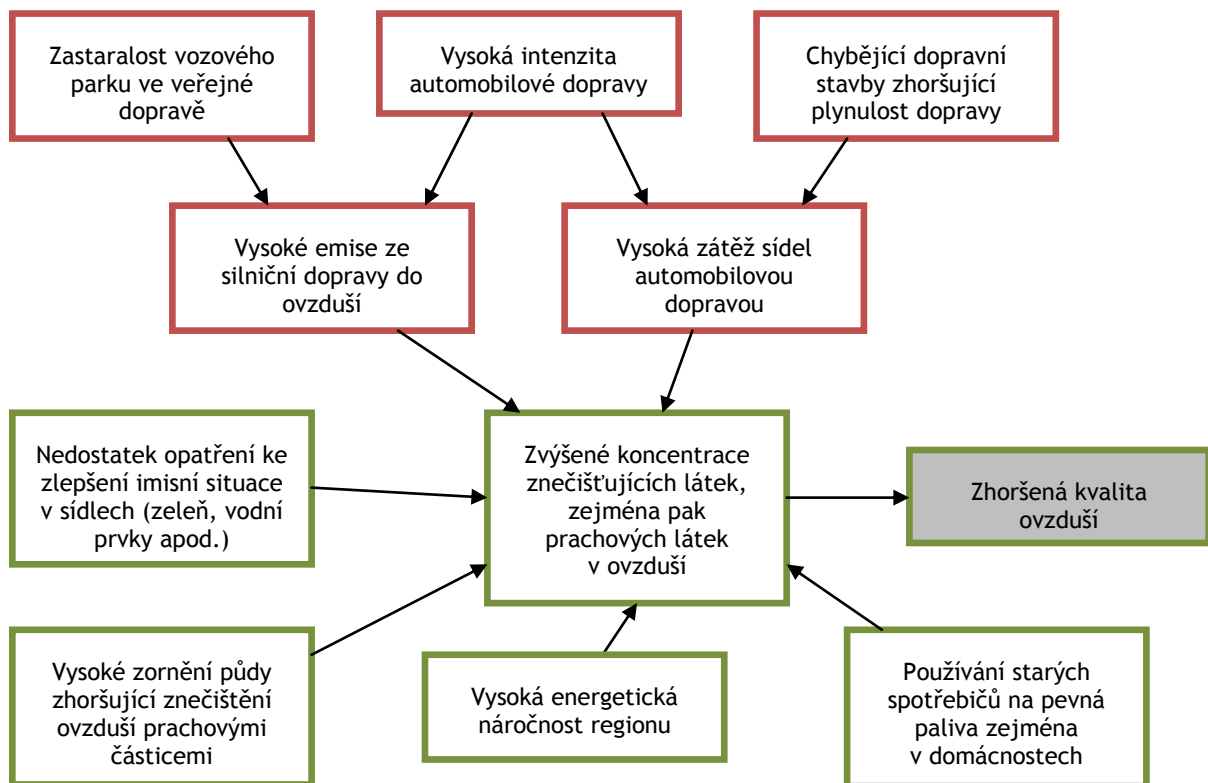 Zastaralost vozového
parku ve veřejné
dopravě
Vysoká intenzita
automobilové dopravy
Chybějící dopravní
stavby zhoršující
plynulost dopravy
Vysoké emise ze
silniční dopravy do
ovzduší
Vysoká zátěž sídel
automobilovou
dopravou
Nedostatek opatření ke
zlepšení imisní situace
v sídlech (zeleň, vodní
prvky apod.)
Zvýšené koncentrace
znečišťujících látek,
zejména pak
prachových látek
v ovzduší
Zhoršená kvalita
ovzduší
Vysoké zornění půdy
zhoršující znečištění
ovzduší prachovými
částicemi
Vysoká energetická
náročnost regionu
Používání starých
spotřebičů na pevná
paliva zejména
v domácnostech